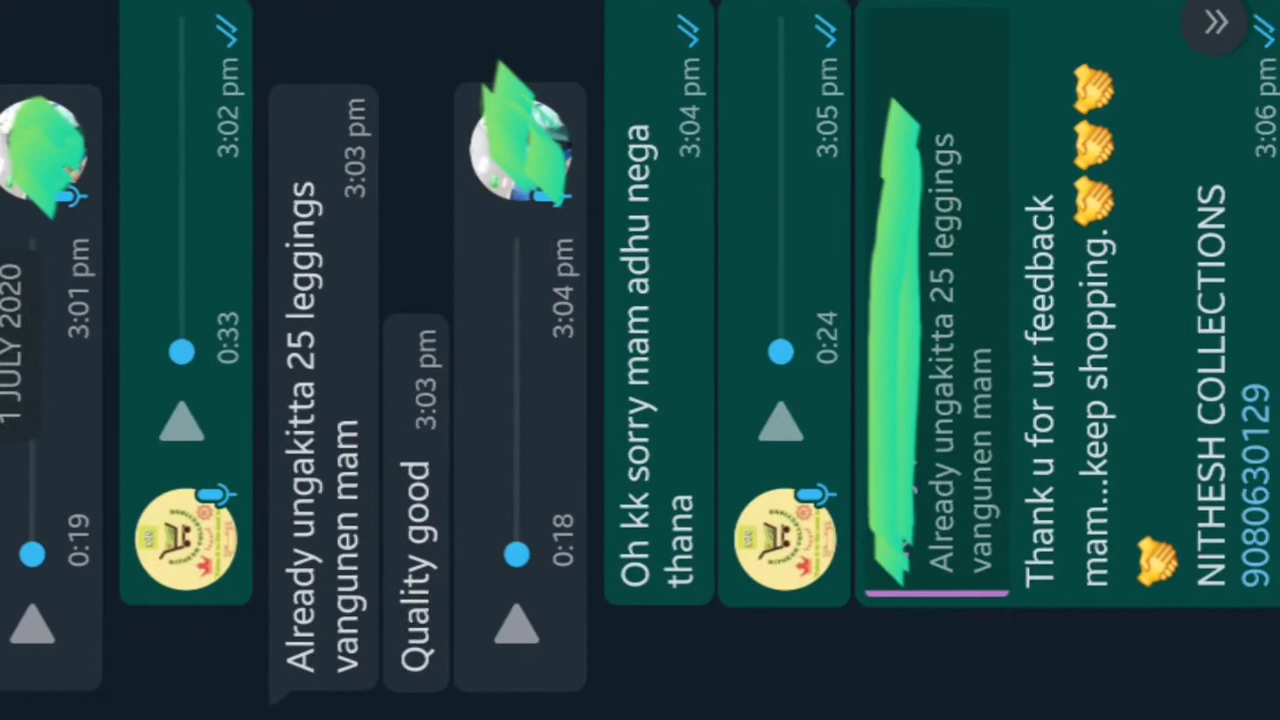 1 JULY 2020
0:19
3:01 pm
0:33
3:02 pm
Already ungakitta 25 leggings
vangunen mam
3:03 pm
Quality good
3:03 pm
0:18
3:04 pm
Oh kk sorry mam adhu nega
thana
3:04 pm
0:24
3:05 pm
Already ungakitta 25 leggings
vangunen mam
Thank u for ur feedback
mam...keep shopping.🤝🤝🤝
🤝
NITHESH COLLECTIONS
9080630129
3:06 pm